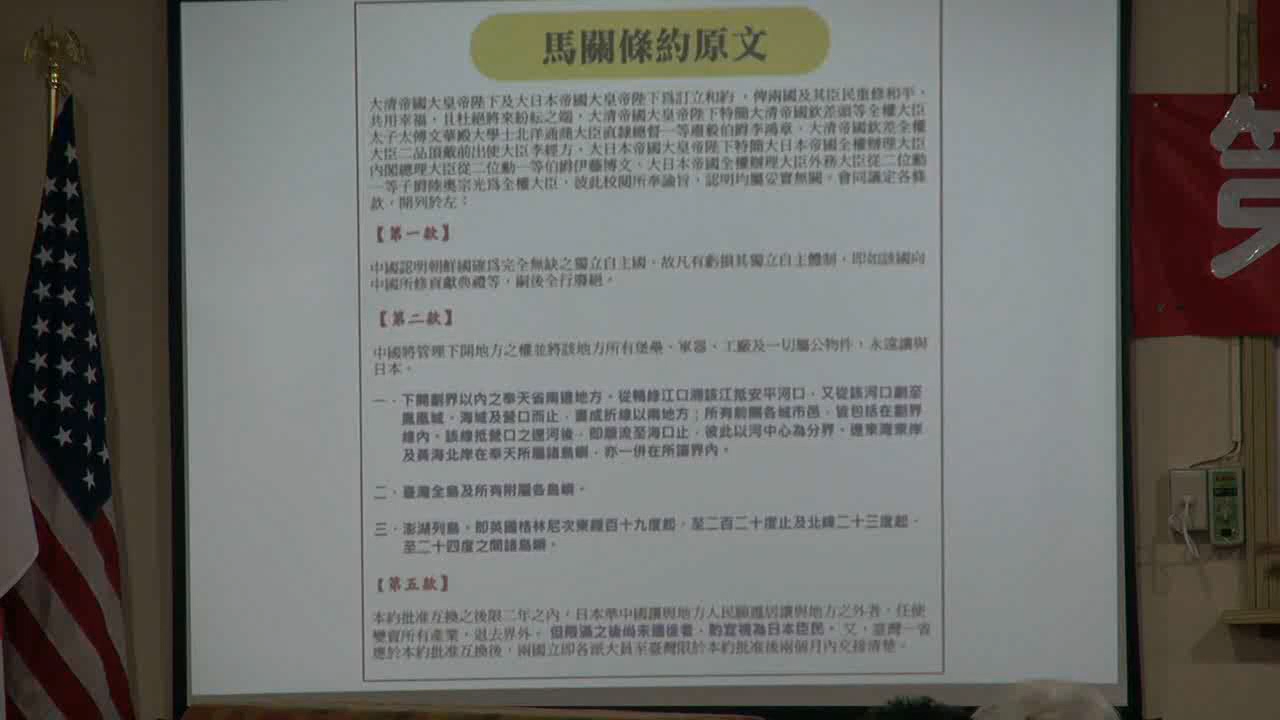 馬關條約原文
大清帝國大皇帝陛下及大日本帝國大皇帝陛下爲訂立和約,俾兩國及其臣民重修和平,
共用幸福,且杜絕將來紛紜之端,大清帝國大皇帝陛下特簡大清帝國欽差頭等全權大臣
太子太傅文華殿大學士北洋通商大臣直隸總督一等肅毅伯爵李鴻章、大清帝國欽差全權
大臣二品頂戴前出使大臣李經方、大日本帝國大皇帝陛下特簡大日本帝國全權辦理大臣
內閣總理大臣從二位勳一等伯爵伊藤博文、大日本帝國全權辦理大臣外務大臣從二位勳
一等子爵陸奧宗光爲全權大臣,彼此校閱所奉諭旨,認明均屬妥實無闕。會同議定各條
款,開列於左:
【第一款】
中國認明朝鮮國確爲完全無缺之獨立自主國。故凡有虧損其獨立自主體制,即如該國向
中國所修貢獻典禮等,嗣後全行廢絕。
【第二款】
中國將管理下開地方之權並將該地方所有堡壘、軍器、工廠及一切屬公物件,永遠讓與
日本。
一.下開劃界以內之奉天省南邊地方。從鴨綠江口溯該江抵安平河口,又從該河口劃至
鳳凰城、海城及營口而止,畫成折線以南地方;所有前開各城市邑,皆包括在劃界
線內。該線抵營口之遼河後,即順流至海口止,彼此以河中心為分界。遼東灣東岸
及黃海北岸在奉天所屬諸島嶼,亦一併在所讓界內。
二.臺灣全島及所有附屬各島嶼。
三.澎湖列島。即英國格林尼次東經百十九度起,至二百二十度止及北緯二十三度起,
至二十四度之間諸島嶼。
【第五款】
本約批准互換之後限二年之內,日本準中國讓與地方人民願遷居讓與地方之外者,任便
變賣所有產業,退去界外。但限滿之後尚未遷徙者,酌宜視為日本臣民。又,臺灣一省
應於本約批准互換後,兩國立即各派大員至臺灣限於本約批准後兩個月內交接清楚。
第